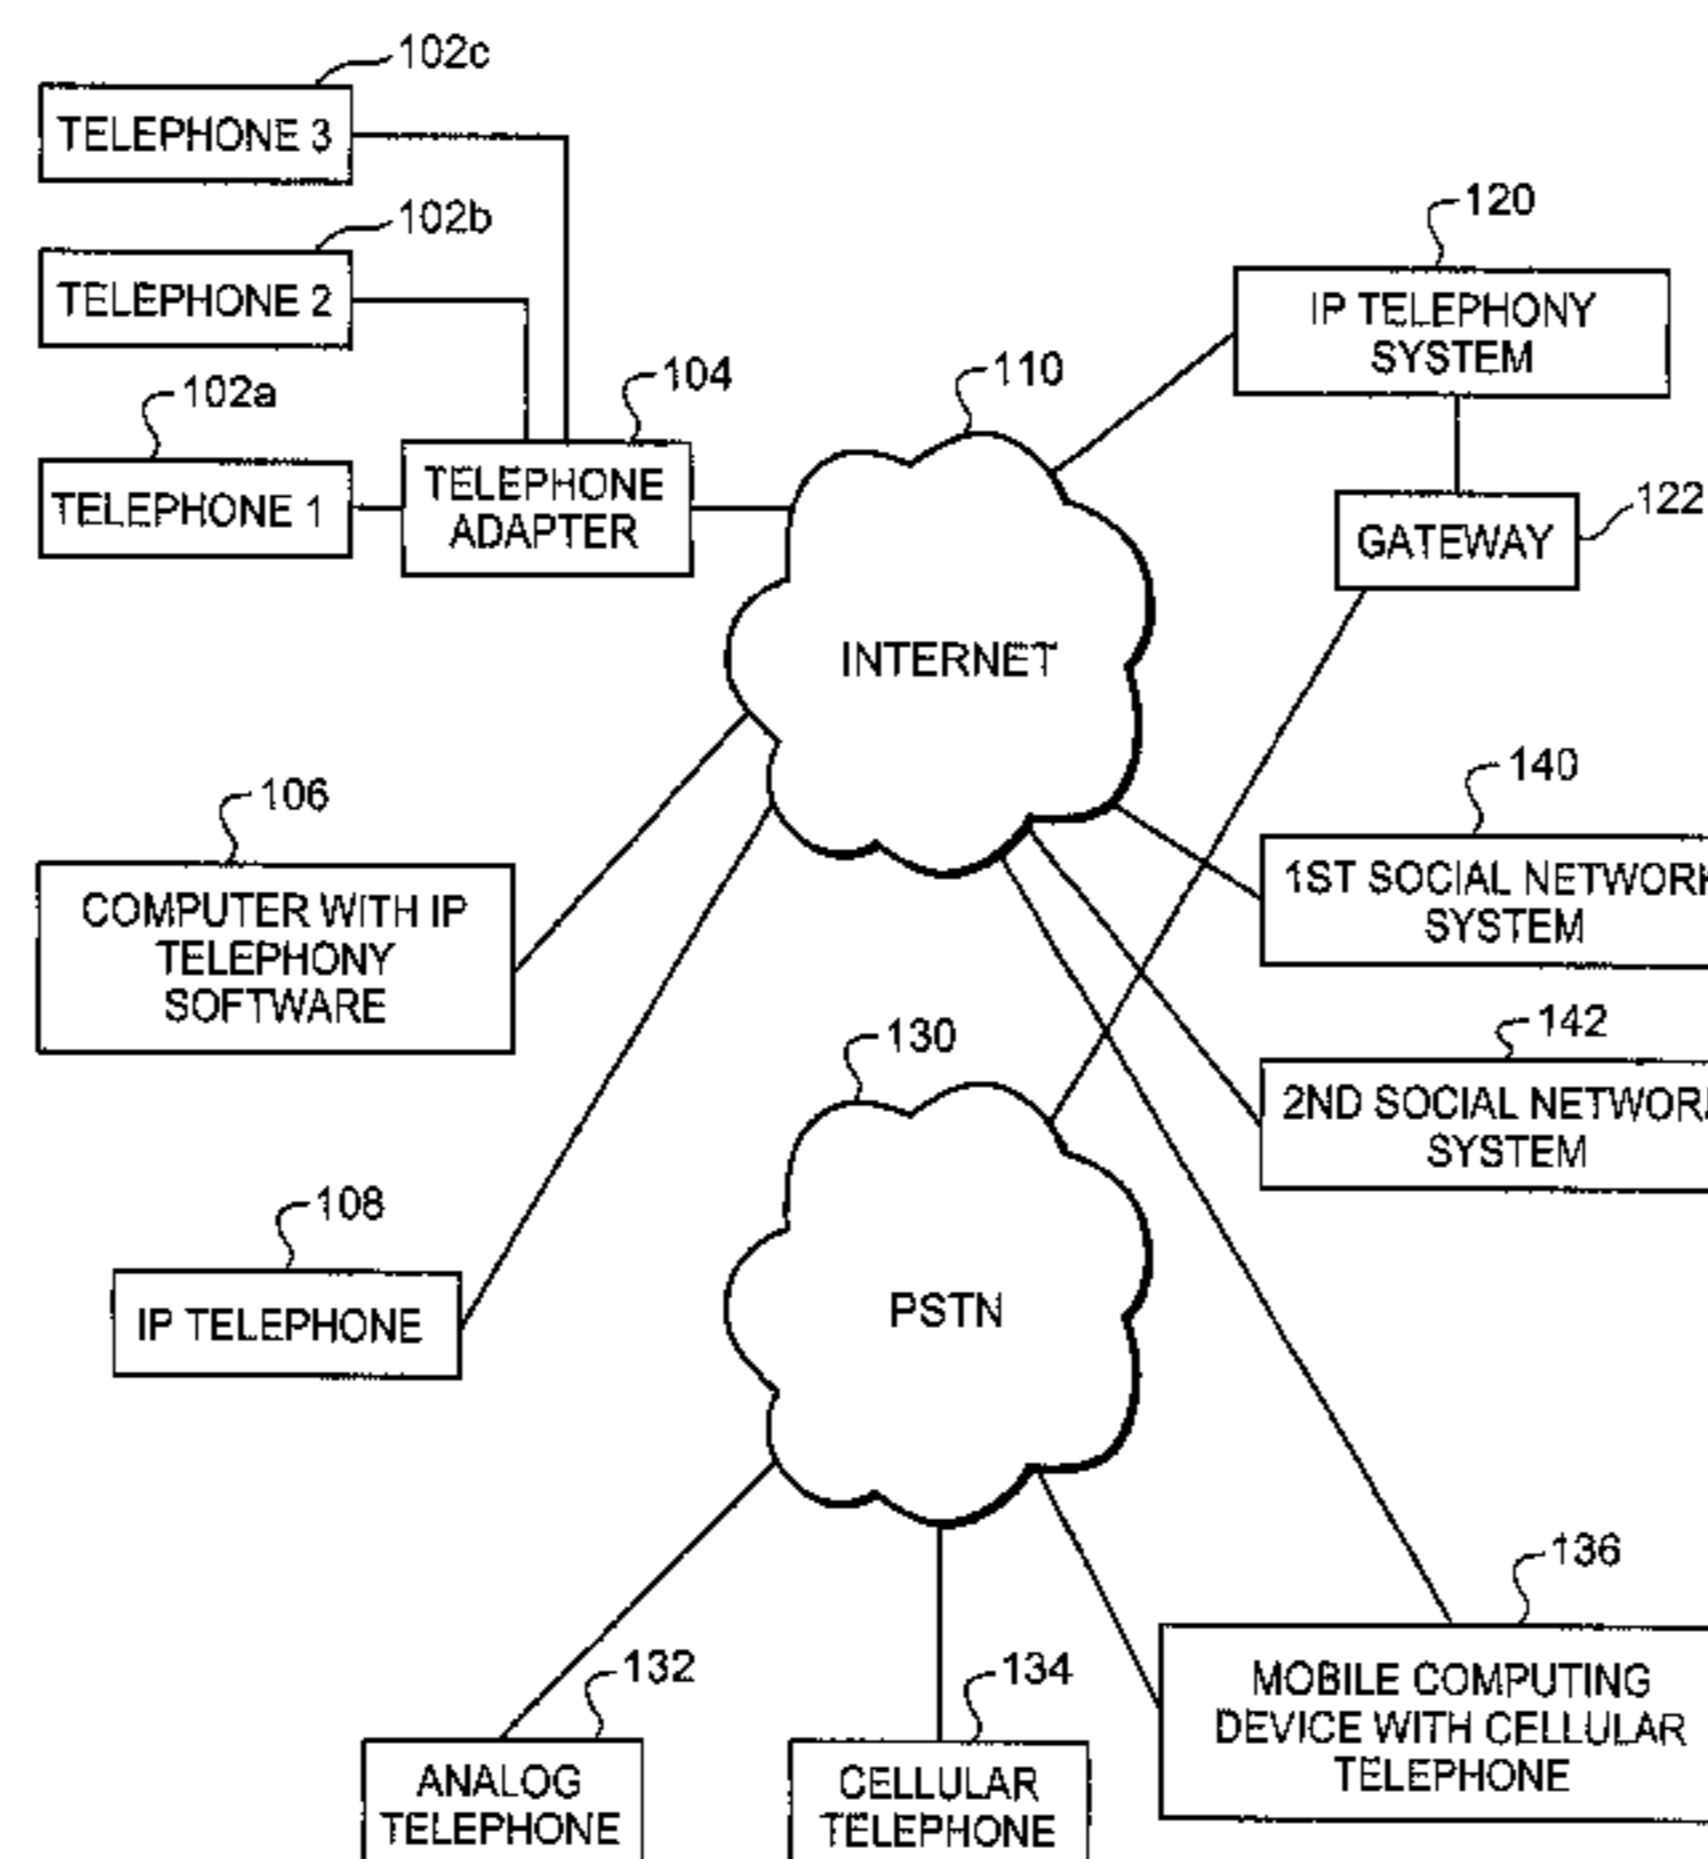 102c
TELEPHONE 3
102b
TELEPHONE 2
102a
TELEPHONE 1
104
TELEPHONE
ADAPTER
110
INTERNET
120
IP TELEPHONY
SYSTEM
122
GATEWAY
106
COMPUTER WITH IP
TELEPHONY
SOFTWARE
140
1ST SOCIAL NETWORK
SYSTEM
142
2ND SOCIAL NETWORK
SYSTEM
108
IP TELEPHONE
130
PSTN
132
ANALOG
TELEPHONE
134
CELLULAR
TELEPHONE
136
MOBILE COMPUTING
DEVICE WITH CELLULAR
TELEPHONE